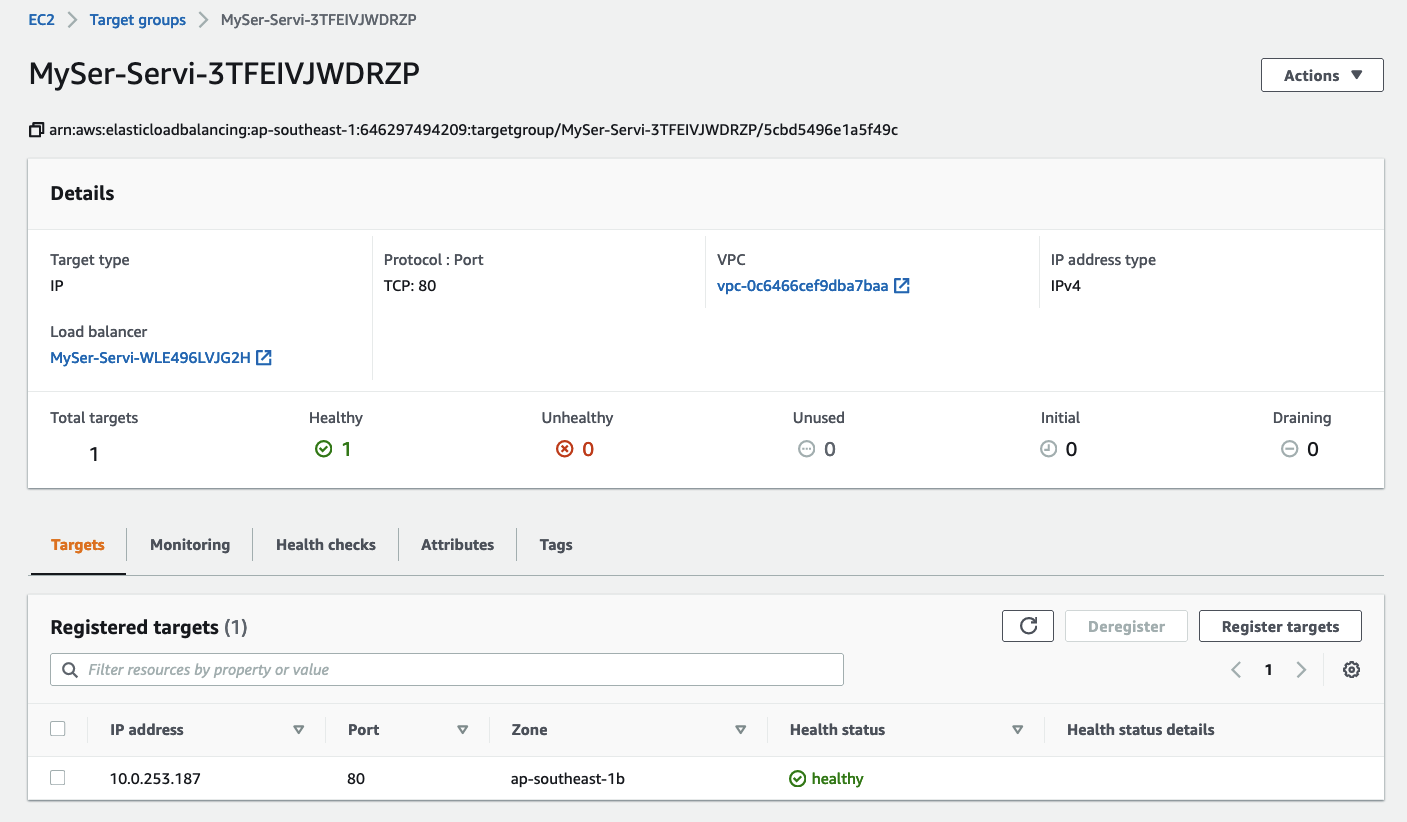 EC2 Target groups MySer-Servi-3TFEIVJWDRZP
MySer-Servi-3TFEIVJWDRZP
Actions
arn:aws:elasticloadbalancing:ap-southeast-1:646297494209:targetgroup/MySer-Servi-3TFEIVJWDRZP/5cbd5496e1a5f49c
Details
Target type Protocol : Port VPC IP address type
IP TCP: 80 vpc-0c6466cef9dba7baa IPv4
Load balancer
MySer-Servi-WLE496LVJG2H
Total targets Healthy Unhealthy Unused Initial Draining
1 1 0 0 0 0
Targets Monitoring Health checks Attributes Tags
Registered targets (1) Deregister Register targets
Filter resources by property or value 1
IP address Port Zone Health status Health status details
10.0.253.187 80 ap-southeast-1b healthy